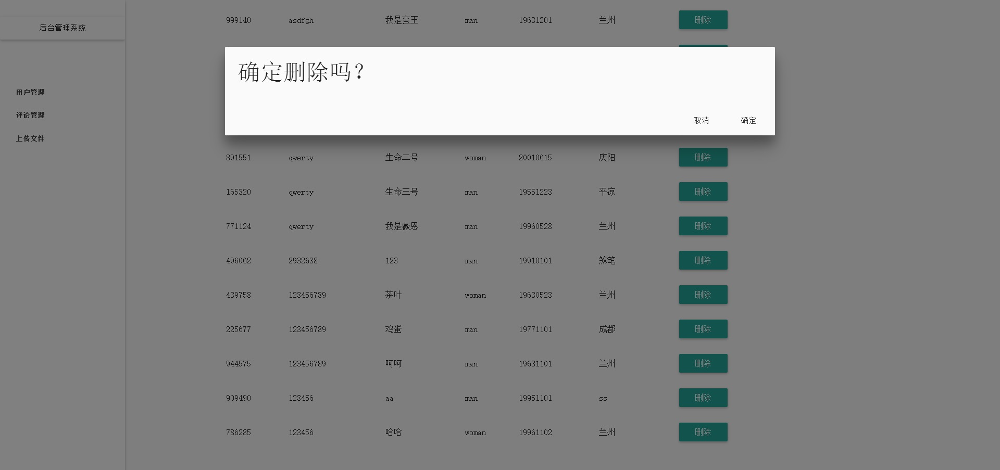 后台管理系统
用户管理
评论管理
上传文件
999140 asdfgh 我是蛮王 man 19631201 兰州 删除
确定删除吗?
取消 确定
891551 qwerty 生命二号 woman 20010615 庆阳 删除
165320 qwerty 生命三号 man 19551223 平凉 删除
771124 qwerty 我是薇恩 man 19960528 兰州 删除
496062 2932638 123 man 19910101 煞笔 删除
439758 123456789 茶叶 woman 19630523 兰州 删除
225677 123456789 鸡蛋 man 19771101 成都 删除
944575 123456789 呵呵 man 19631101 兰州 删除
909490 123456 aa man 19951101 ss 删除
786285 123456 哈哈 woman 19961102 兰州 删除